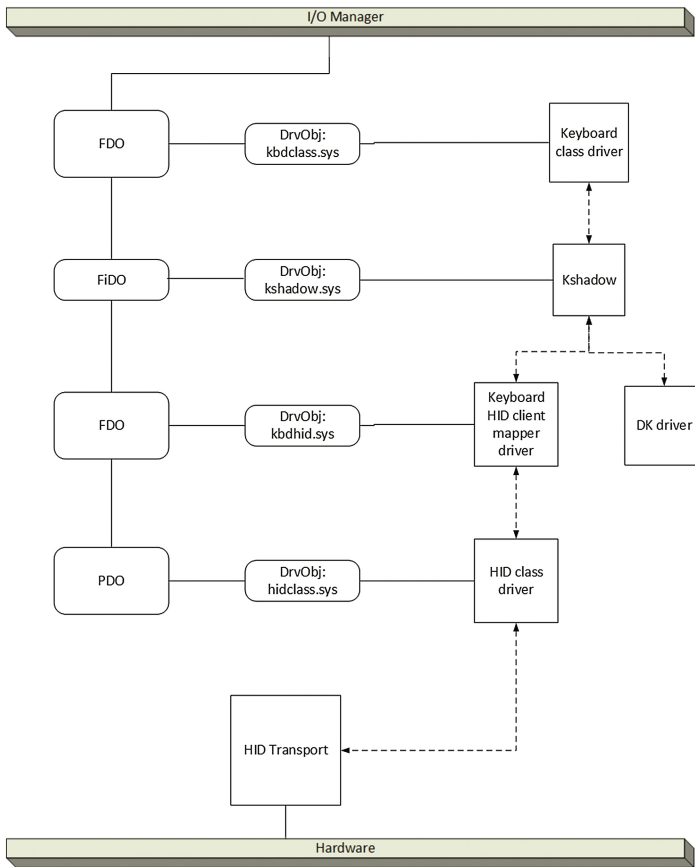 I/O Manager
FDO
DrvObj:
kbdclass.sys
Keyboard
class driver
FiDO
DrvObj:
kshadow.sys
Kshadow
FDO
DrvObj:
kbdhid.sys
Keyboard
HID client
mapper
driver
DK driver
PDO
DrvObj:
hidclass.sys
HID class
driver
HID Transport
Hardware